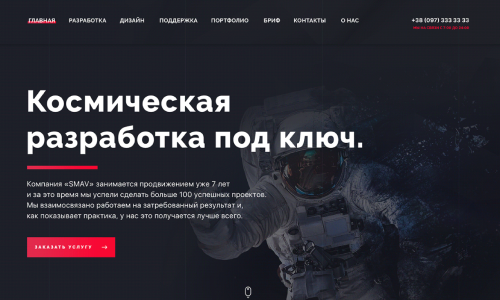 ГЛАВНАЯ РАЗРАБОТКА ДИЗАЙН ПОДДЕРЖКА ПОРТФОЛИО БРИФ КОНТАКТЫ О НАС +38 (097) 333 33 33
Космическая
разработка под ключ.
Компания «SMAV» занимается продвижением уже 7 лет
и за это время мы успели сделать больше 100 успешных проектов.
Мы взаимосвязано работаем на затребованный результат и,
как показывает практика, у нас это получается лучше всего.
ЗАКАЗАТЬ УСЛУГУ →